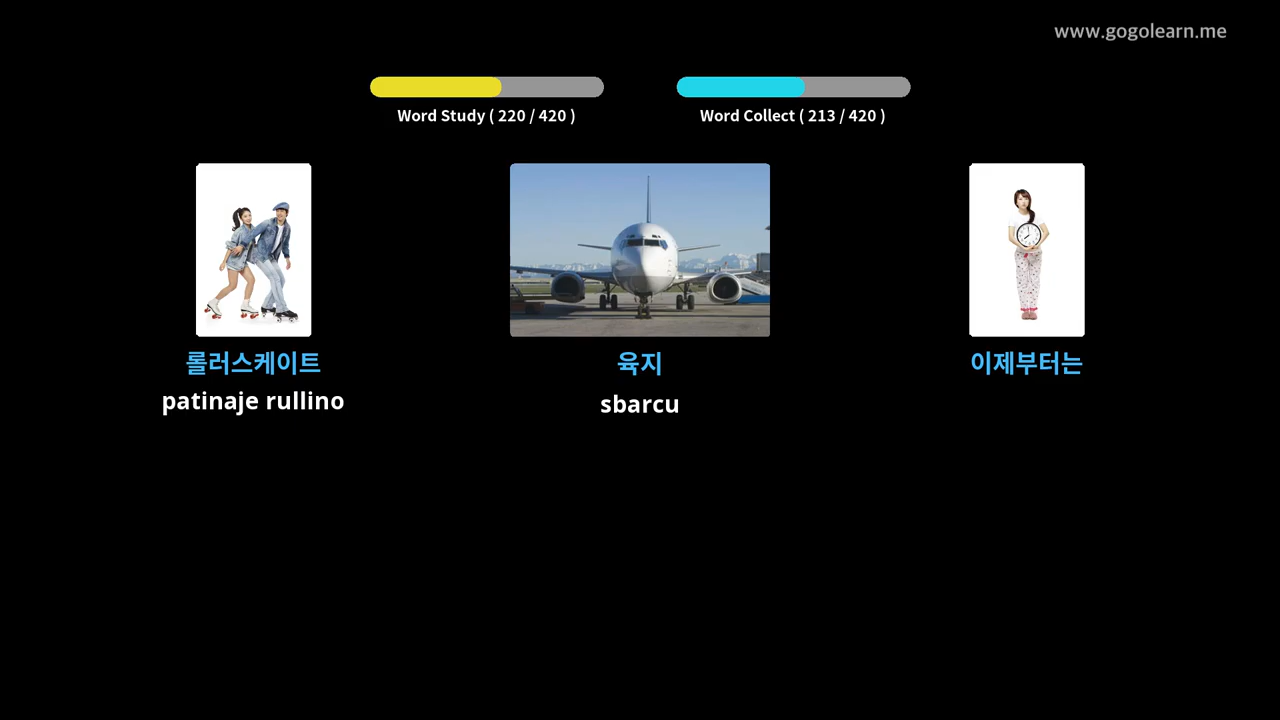 www.gogolearn.me
Word Study ( 220 / 420 )
Word Collect ( 213 / 420 )
롤러스케이트
육지
이제부터는
patinaje rullino
sbarcu